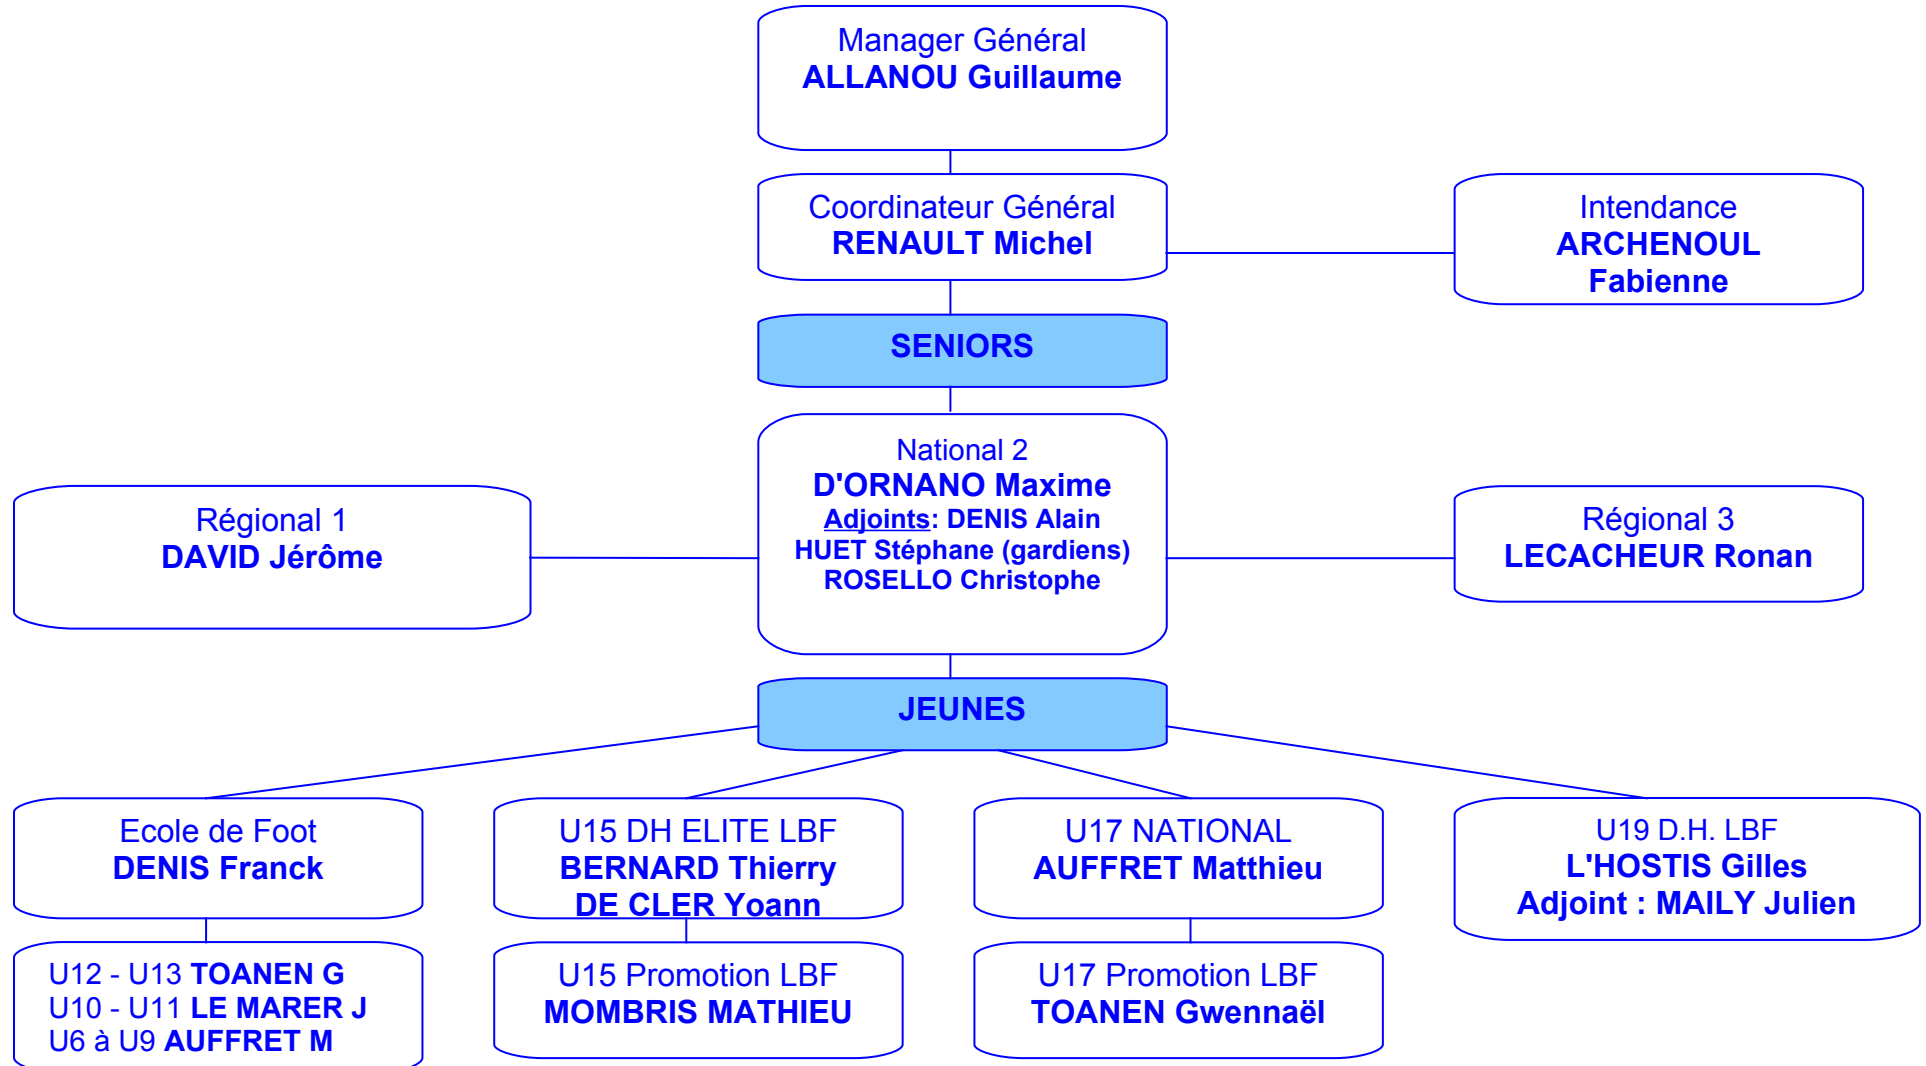 Manager Général
ALLANOU Guillaume
Coordinateur Général
RENAULT Michel
Intendance
ARCHENOUL
Fabienne
SENIORS
National 2
D'ORNANO Maxime
Adjoints: DENIS Alain
HUET Stéphane (gardiens)
ROSELLO Christophe
Régional 1
DAVID Jérôme
Régional 3
LECACHEUR Ronan
JEUNES
Ecole de Foot
DENIS Franck
U15 DH ELITE LBF
BERNARD Thierry
DE CLER Yoann
U17 NATIONAL
AUFFRET Matthieu
U19 D.H. LBF
L'HOSTIS Gilles
Adjoint : MAILY Julien
U12 - U13 TOANEN G
U10 - U11 LE MARER J
U6 à U9 AUFFRET M
U15 Promotion LBF
MOMBRIS MATHIEU
U17 Promotion LBF
TOANEN Gwennaël